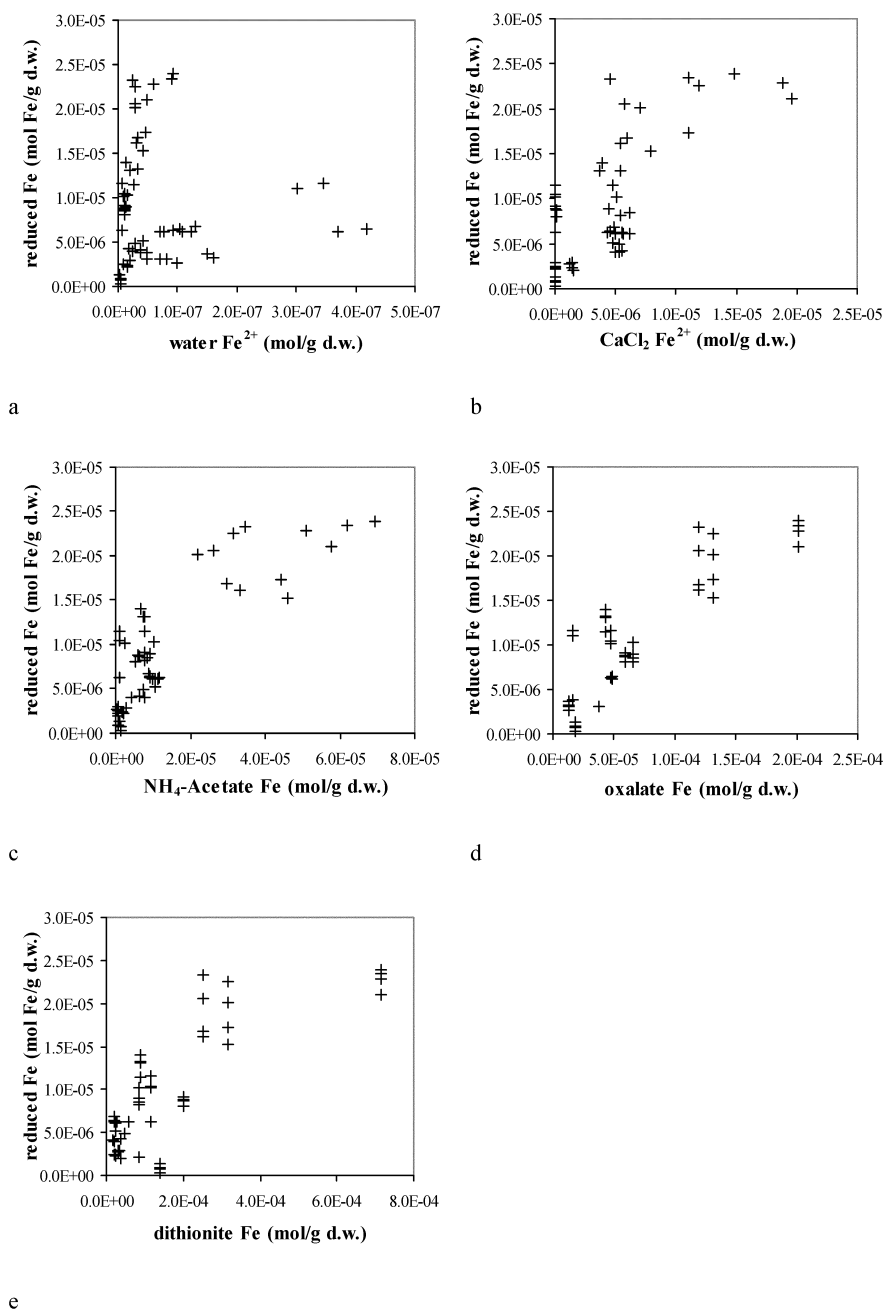 3.0E-05
2.5E-05
2.0E-05
1.5E-05
1.0E-05
5.0E-06
0.0E+00
reduced Fe (mol Fe/g d.w.)
0.0E+00 1.0E-07 2.0E-07 3.0E-07 4.0E-07 5.0E-07
water Fe2+ (mol/g d.w.)
a
3.0E-05
2.5E-05
2.0E-05
1.5E-05
1.0E-05
5.0E-06
0.0E+00
reduced Fe (mol Fe/g d.w.)
0.0E+00 5.0E-06 1.0E-05 1.5E-05 2.0E-05 2.5E-05
CaCl2 Fe2+ (mol/g d.w.)
b
3.0E-05
2.5E-05
2.0E-05
1.5E-05
1.0E-05
5.0E-06
0.0E+00
reduced Fe (mol Fe/g d.w.)
0.0E+00 2.0E-05 4.0E-05 6.0E-05 8.0E-05
NH4-Acetate Fe (mol/g d.w.)
c
3.0E-05
2.5E-05
2.0E-05
1.5E-05
1.0E-05
5.0E-06
0.0E+00
reduced Fe (mol Fe/g d.w.)
0.0E+00 5.0E-05 1.0E-04 1.5E-04 2.0E-04 2.5E-04
oxalate Fe (mol/g d.w.)
d
3.0E-05
2.5E-05
2.0E-05
1.5E-05
1.0E-05
5.0E-06
0.0E+00
reduced Fe (mol Fe/g d.w.)
0.0E+00 2.0E-04 4.0E-04 6.0E-04 8.0E-04
dithionite Fe (mol/g d.w.)
e